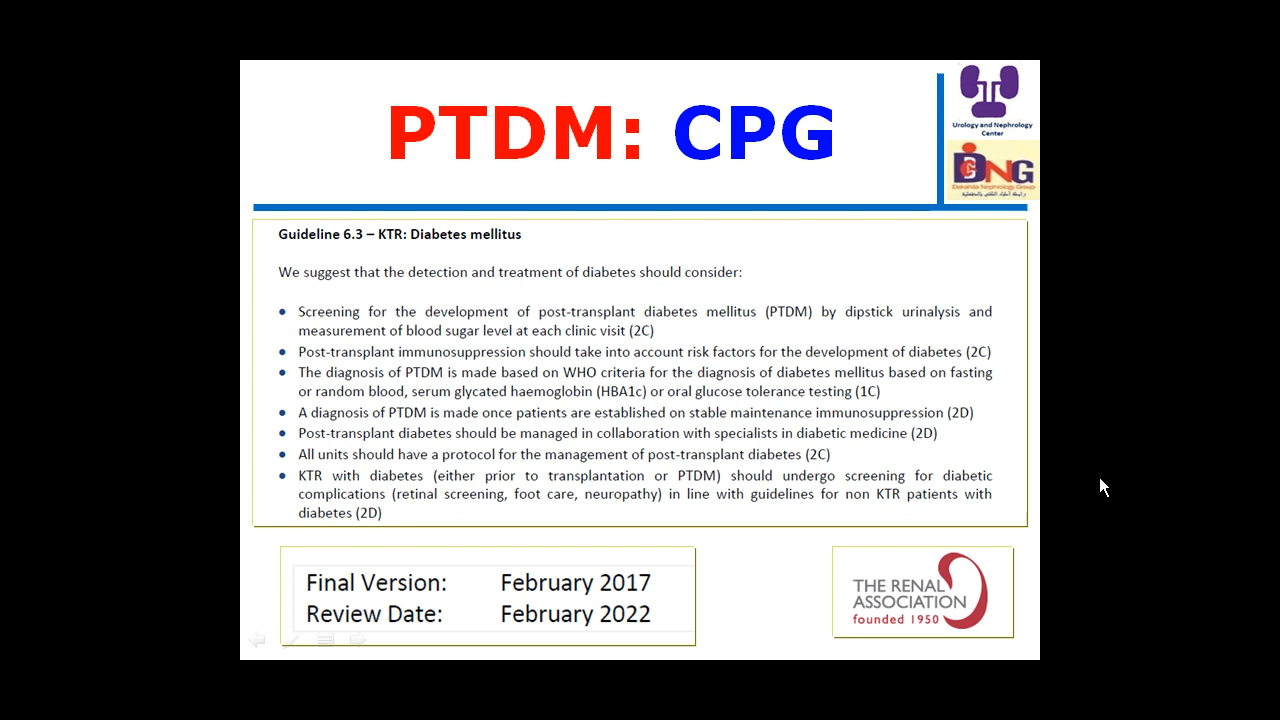 PTDM: CPG
Urology and Nephrology
Center
DNG
Dakahlia Nephrology Group
Guideline 6.3 – KTR: Diabetes mellitus
We suggest that the detection and treatment of diabetes should consider:
• Screening for the development of post-transplant diabetes mellitus (PTDM) by dipstick urinalysis and
measurement of blood sugar level at each clinic visit (2C)
• Post-transplant immunosuppression should take into account risk factors for the development of diabetes (2C)
• The diagnosis of PTDM is made based on WHO criteria for the diagnosis of diabetes mellitus based on fasting
or random blood, serum glycated haemoglobin (HBA1c) or oral glucose tolerance testing (1C)
• A diagnosis of PTDM is made once patients are established on stable maintenance immunosuppression (2D)
• Post-transplant diabetes should be managed in collaboration with specialists in diabetic medicine (2D)
• All units should have a protocol for the management of post-transplant diabetes (2C)
• KTR with diabetes (either prior to transplantation or PTDM) should undergo screening for diabetic
complications (retinal screening, foot care, neuropathy) in line with guidelines for non KTR patients with
diabetes (2D)
Final Version: February 2017
Review Date: February 2022
THE RENAL
ASSOCIATION
founded 1950